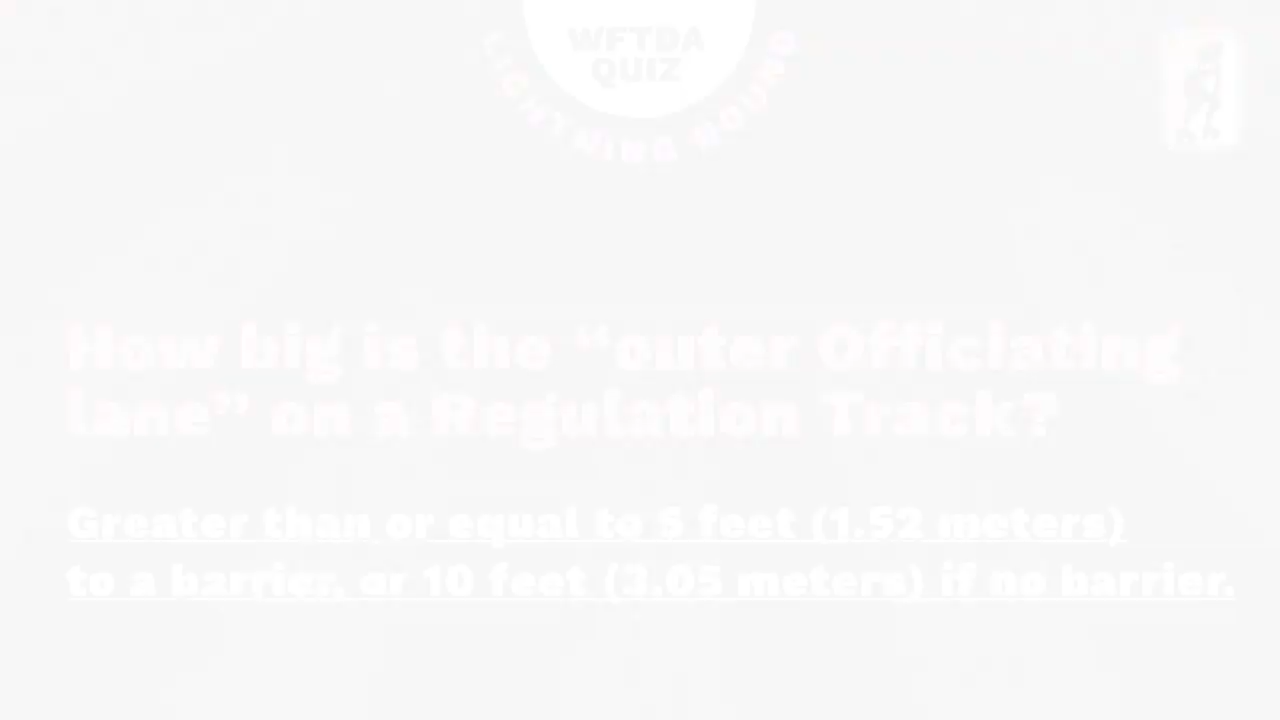 WFTDA
QUIZ
LIGHTNING ROUND
How big is the “outer Officiating
lane” on a Regulation Track?
Greater than or equal to 5 feet (1.52 meters)
to a barrier, or 10 feet (3.05 meters) if no barrier.